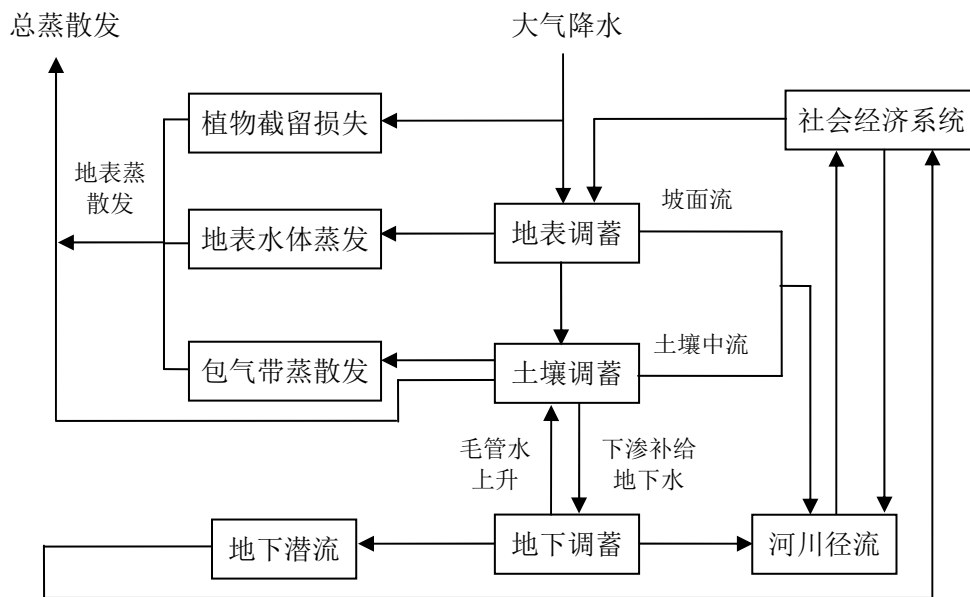 总蒸散发
大气降水
植物截留损失
社会经济系统
地表蒸
散发
坡面流
地表水体蒸发
地表调蓄
土壤中流
包气带蒸散发
土壤调蓄
毛管水
上升
下渗补给
地下水
地下潜流
地下调蓄
河川径流